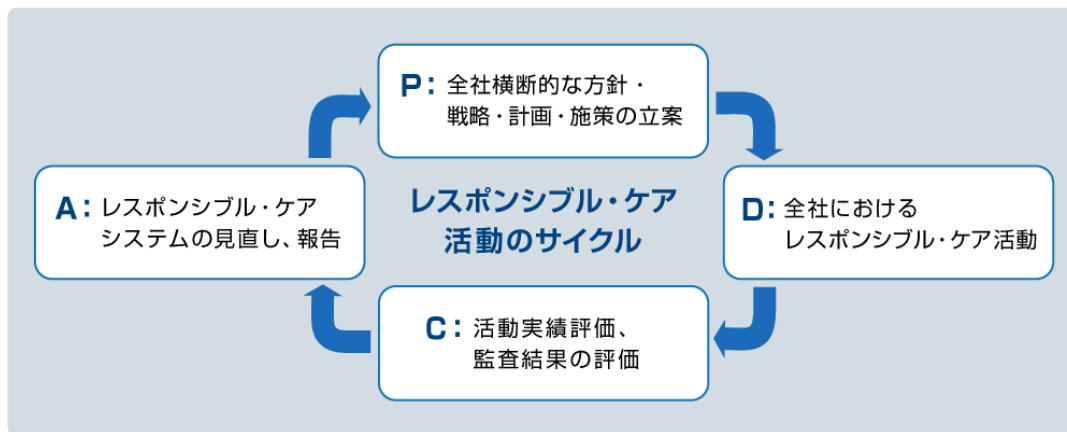 P：全社横断的な方針・
戦略・計画・施策の立案
A：レスポンシブル・ケア
システムの見直し、報告
レスポンシブル・ケア
活動のサイクル
D：全社における
レスポンシブル・ケア活動
C：活動実績評価、
監査結果の評価